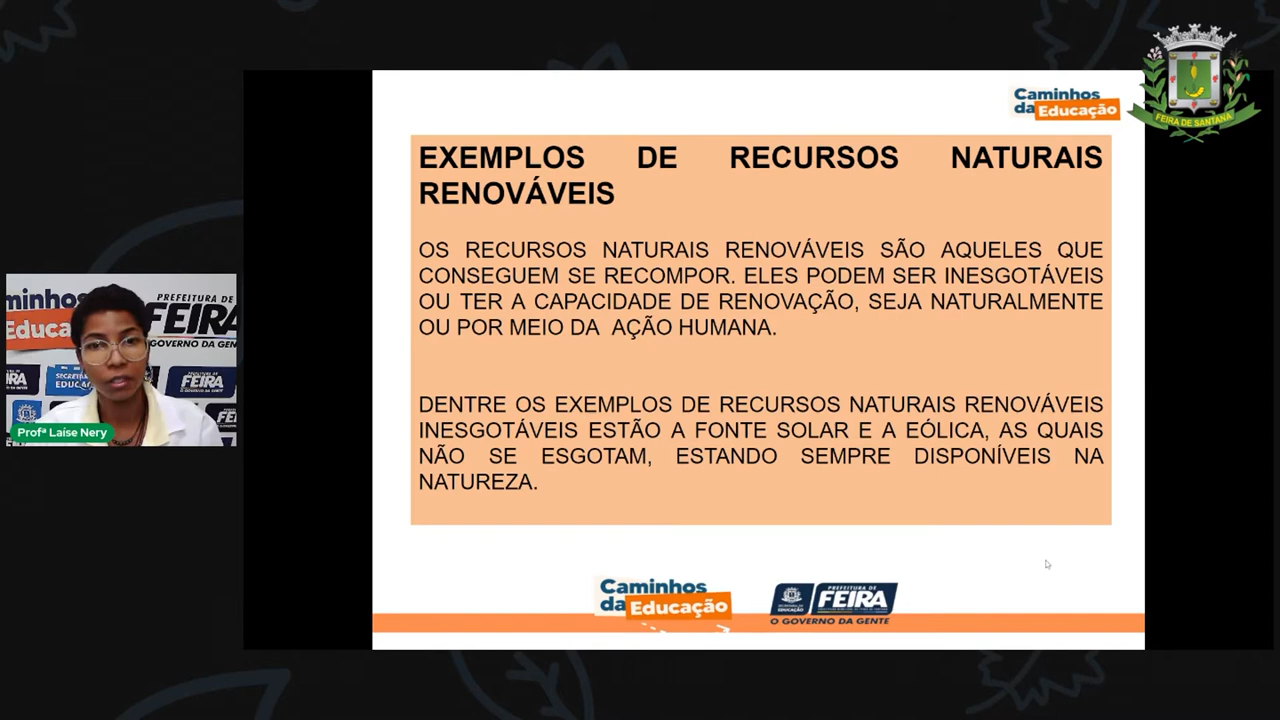 FEIRA DE SANTANA
Caminhos
da Educação
EXEMPLOS DE RECURSOS NATURAIS
RENOVÁVEIS
OS RECURSOS NATURAIS RENOVÁVEIS SÃO AQUELES QUE
CONSEGUEM SE RECOMPOR. ELES PODEM SER INESGOTÁVEIS
OU TER A CAPACIDADE DE RENOVAÇÃO, SEJA NATURALMENTE
OU POR MEIO DA AÇÃO HUMANA.
DENTRE OS EXEMPLOS DE RECURSOS NATURAIS RENOVÁVEIS
INESGOTÁVEIS ESTÃO A FONTE SOLAR E A EÓLICA, AS QUAIS
NÃO SE ESGOTAM, ESTANDO SEMPRE DISPONÍVEIS NA
NATUREZA.
minhos
Educa
PREFEITURA DE
FEIRA
GOVERNO DA GENTE
FEIRA
Profª Laíse Nery
Caminhos
da Educação
PREFEITURA DE
FEIRA
O GOVERNO DA GENTE